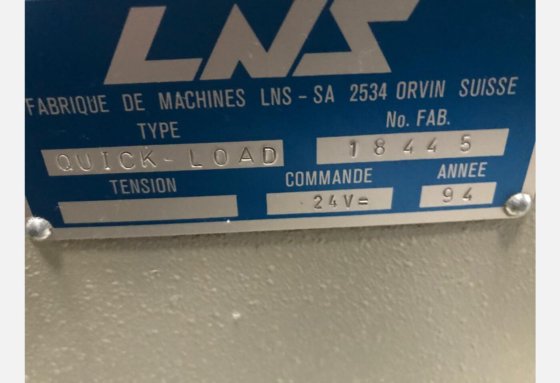 LNS
FABRIQUE DE MACHINES LNS - SA 2534 ORVIN SUISSE
TYPE No. FAB.
QUICK-LOAD 18445
TENSION COMMANDE ANNEE
24V= 94